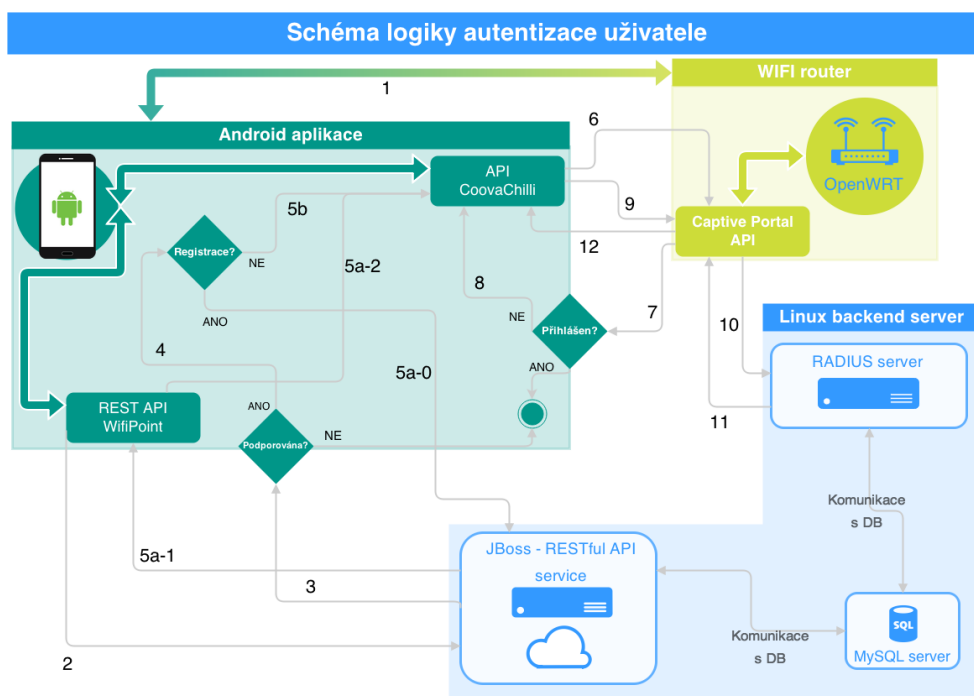 Schéma logiky autentizace uživatele
WIFI router
1
Android aplikace
6
API
CoovaChilli
OpenWRT
5b
9
Captive Portal
API
Registrace?
NE
12
5a-2
8
7
10
ANO
NE
Přihlášen?
Linux backend server
4
5a-0
ANO
RADIUS server
REST API
WifiPoint
ANO
11
NE
Podporována?
Komunikace
s DB
5a-1
JBoss - RESTful API
service
3
SQL
Komunikace
s DB
MySQL server
2